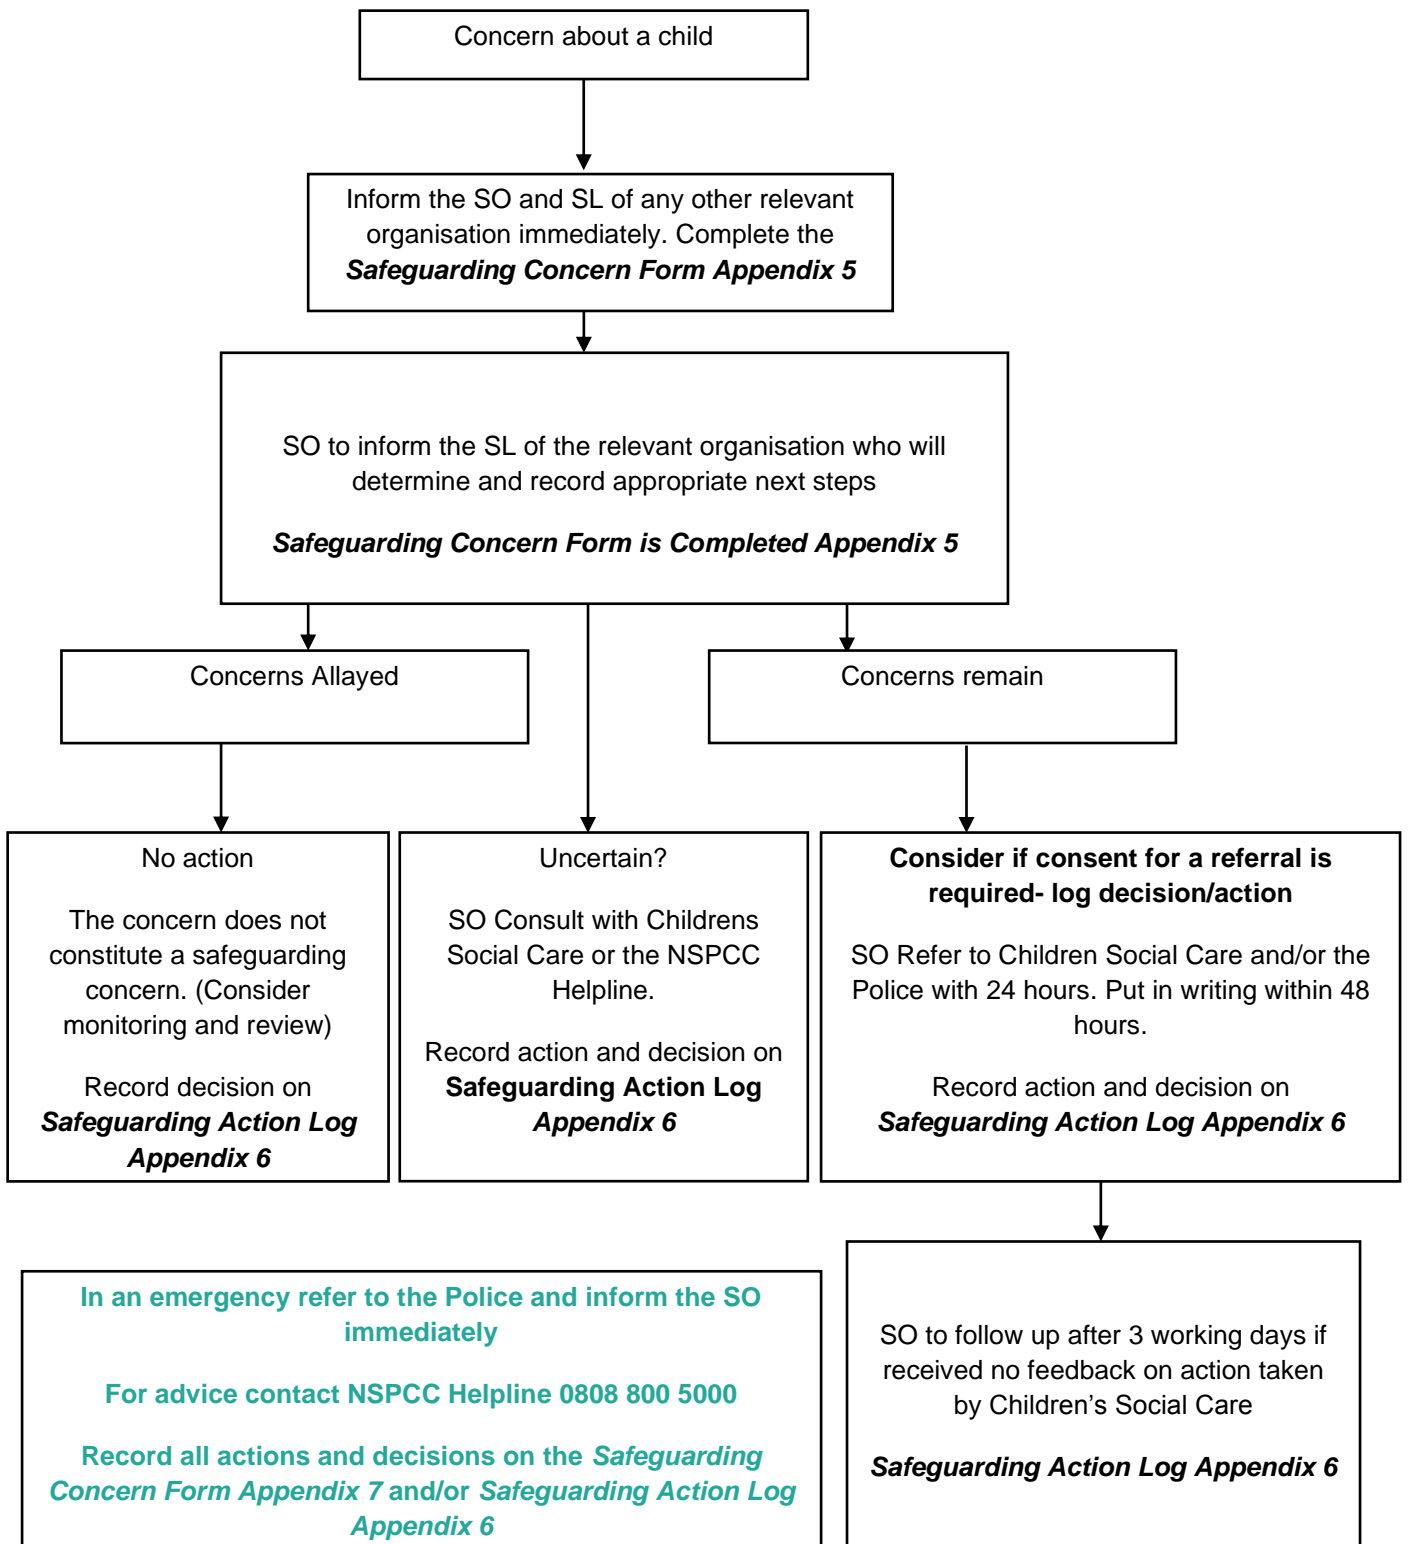 Concern about a child
Inform the SO and SL of any other relevant
organisation immediately. Complete the
Safeguarding Concern Form Appendix 5
SO to inform the SL of the relevant organisation who will
determine and record appropriate next steps
Safeguarding Concern Form is Completed Appendix 5
Concerns Allayed
Concerns remain
No action
The concern does not
constitute a safeguarding
concern. (Consider
monitoring and review)
Record decision on
Safeguarding Action Log
Appendix 6
Uncertain?
SO Consult with Childrens
Social Care or the NSPCC
Helpline.
Record action and decision on
Safeguarding Action Log
Appendix 6
Consider if consent for a referral is
required- log decision/action
SO Refer to Children Social Care and/or the
Police with 24 hours. Put in writing within 48
hours.
Record action and decision on
Safeguarding Action Log Appendix 6
In an emergency refer to the Police and inform the SO
immediately
For advice contact NSPCC Helpline 0808 800 5000
Record all actions and decisions on the Safeguarding
Concern Form Appendix 7 and/or Safeguarding Action Log
Appendix 6
SO to follow up after 3 working days if
received no feedback on action taken
by Children’s Social Care
Safeguarding Action Log Appendix 6